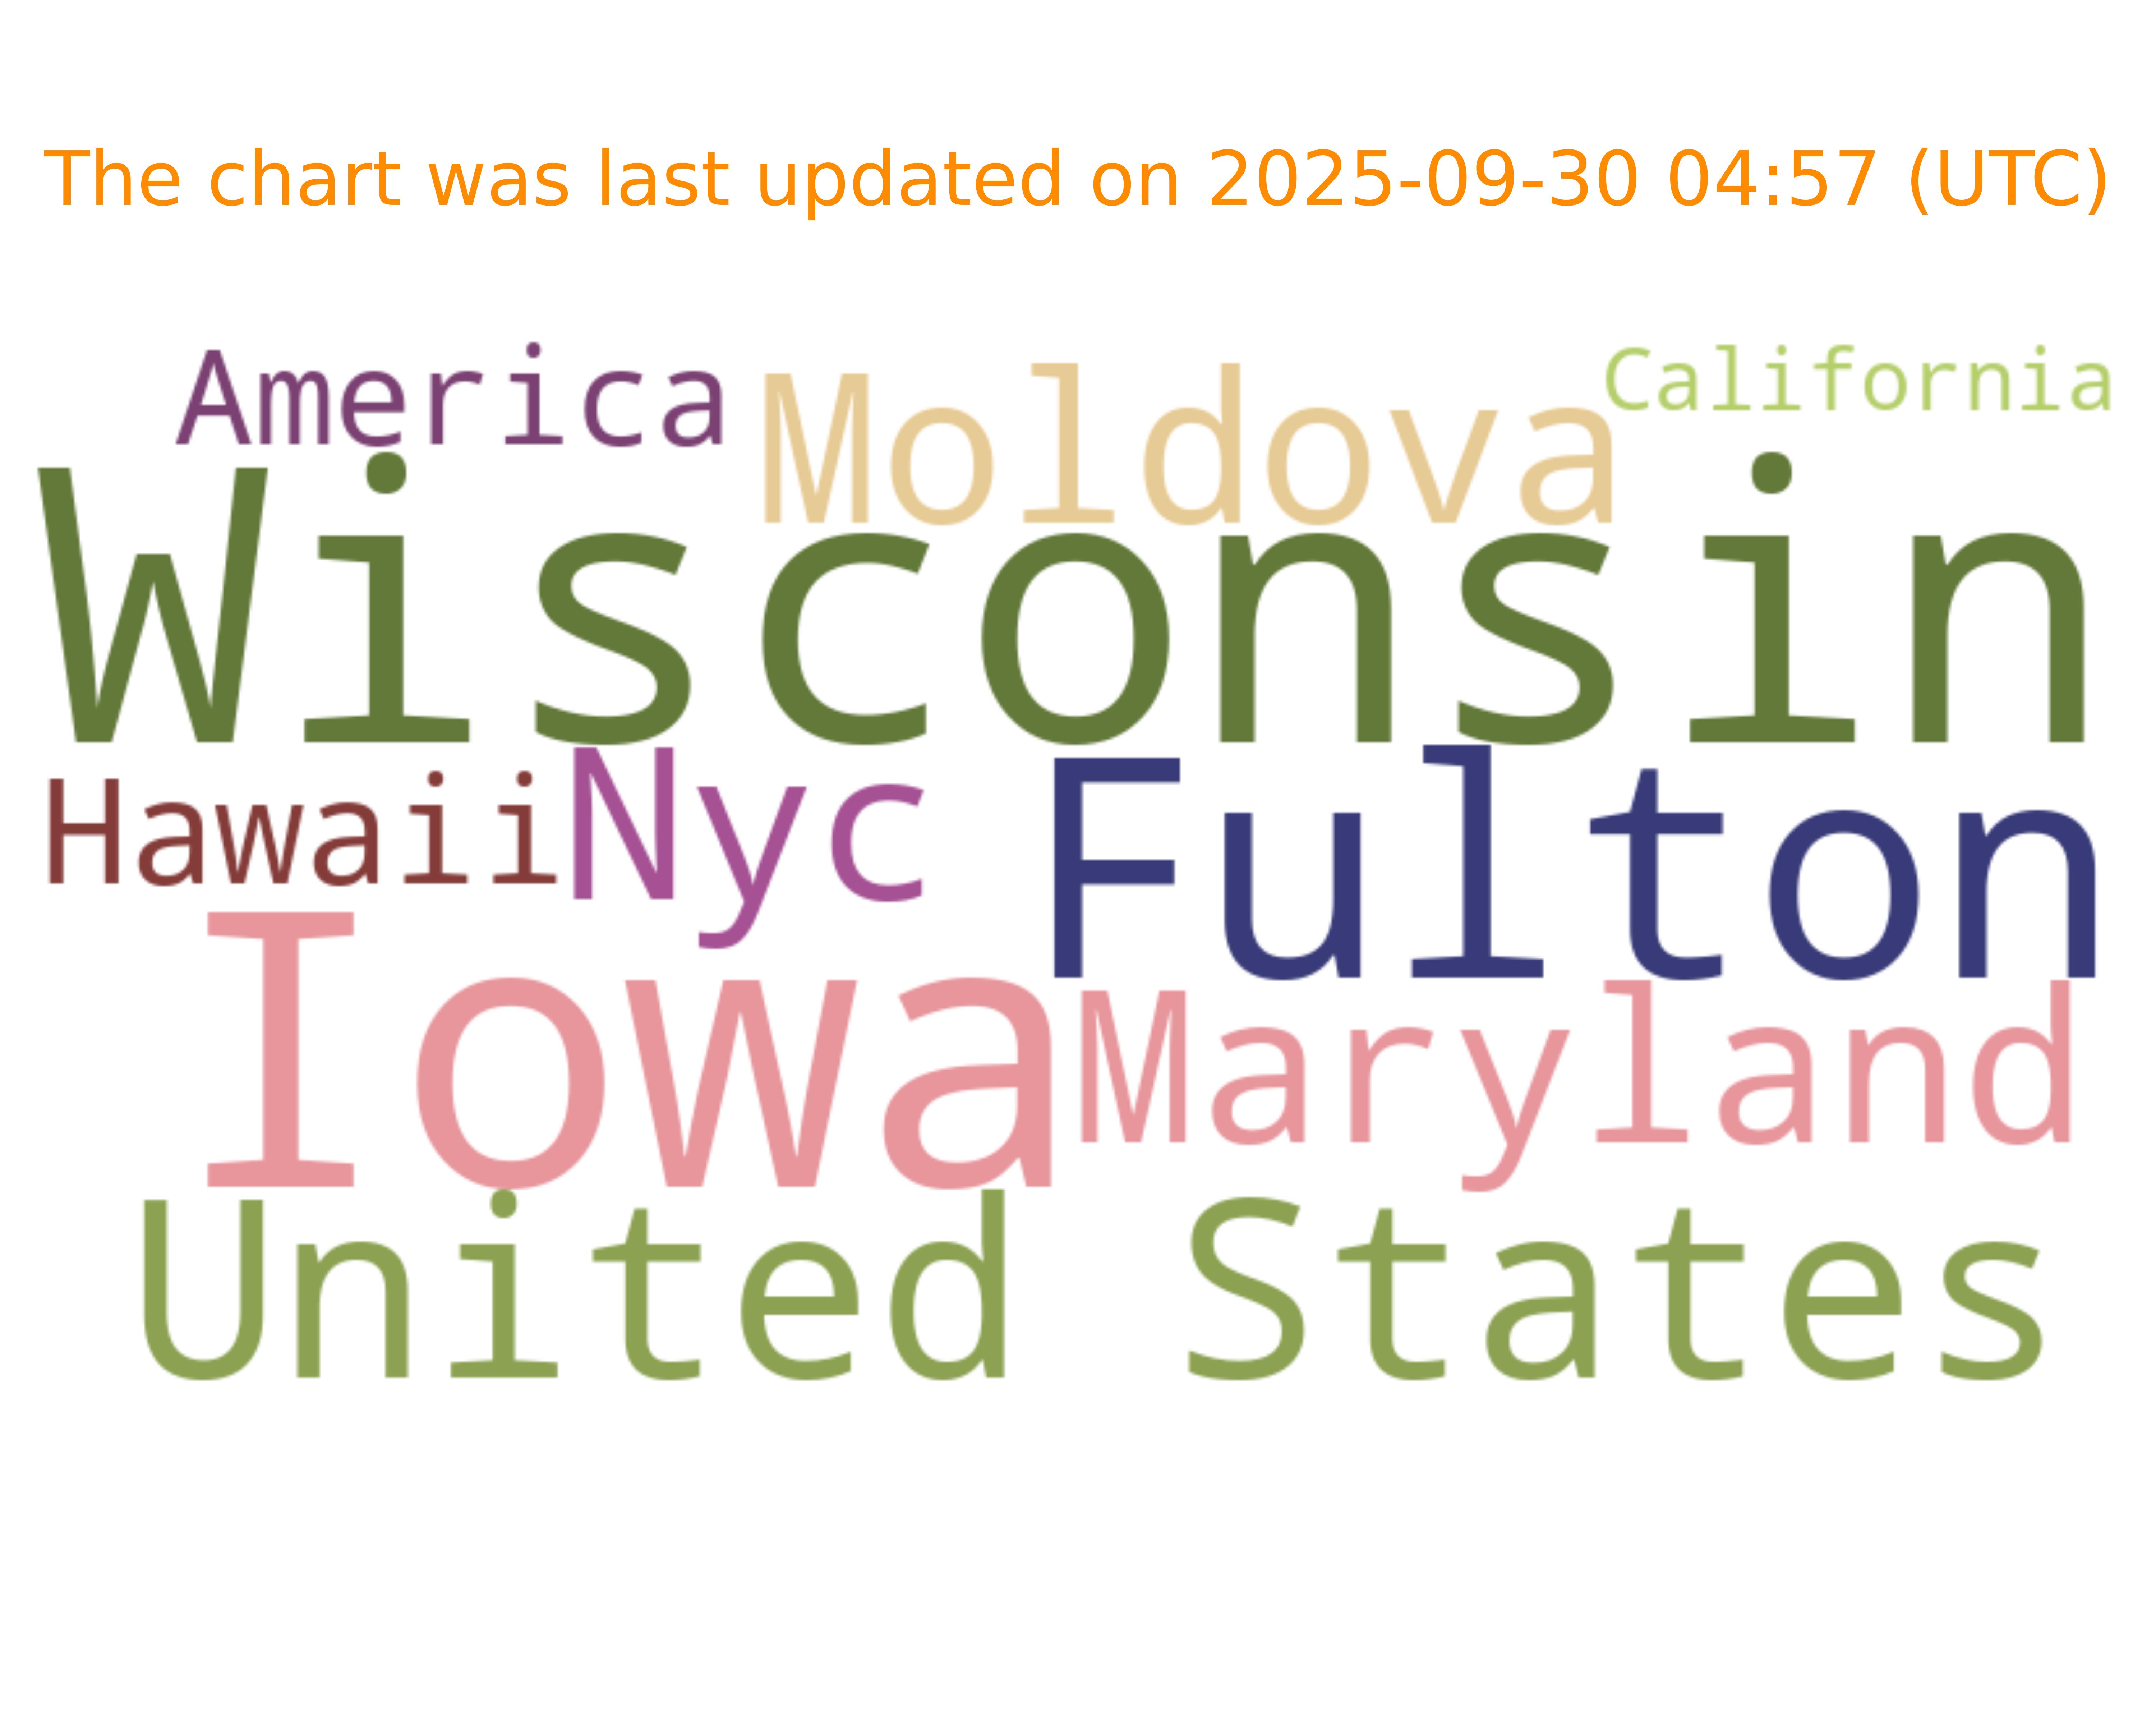 The chart was last updated on 2025-09-30 04:57 (UTC)
America Moldova California
Wisconsin
Hawaii Nyc Fulton
Iowa Maryland
United States